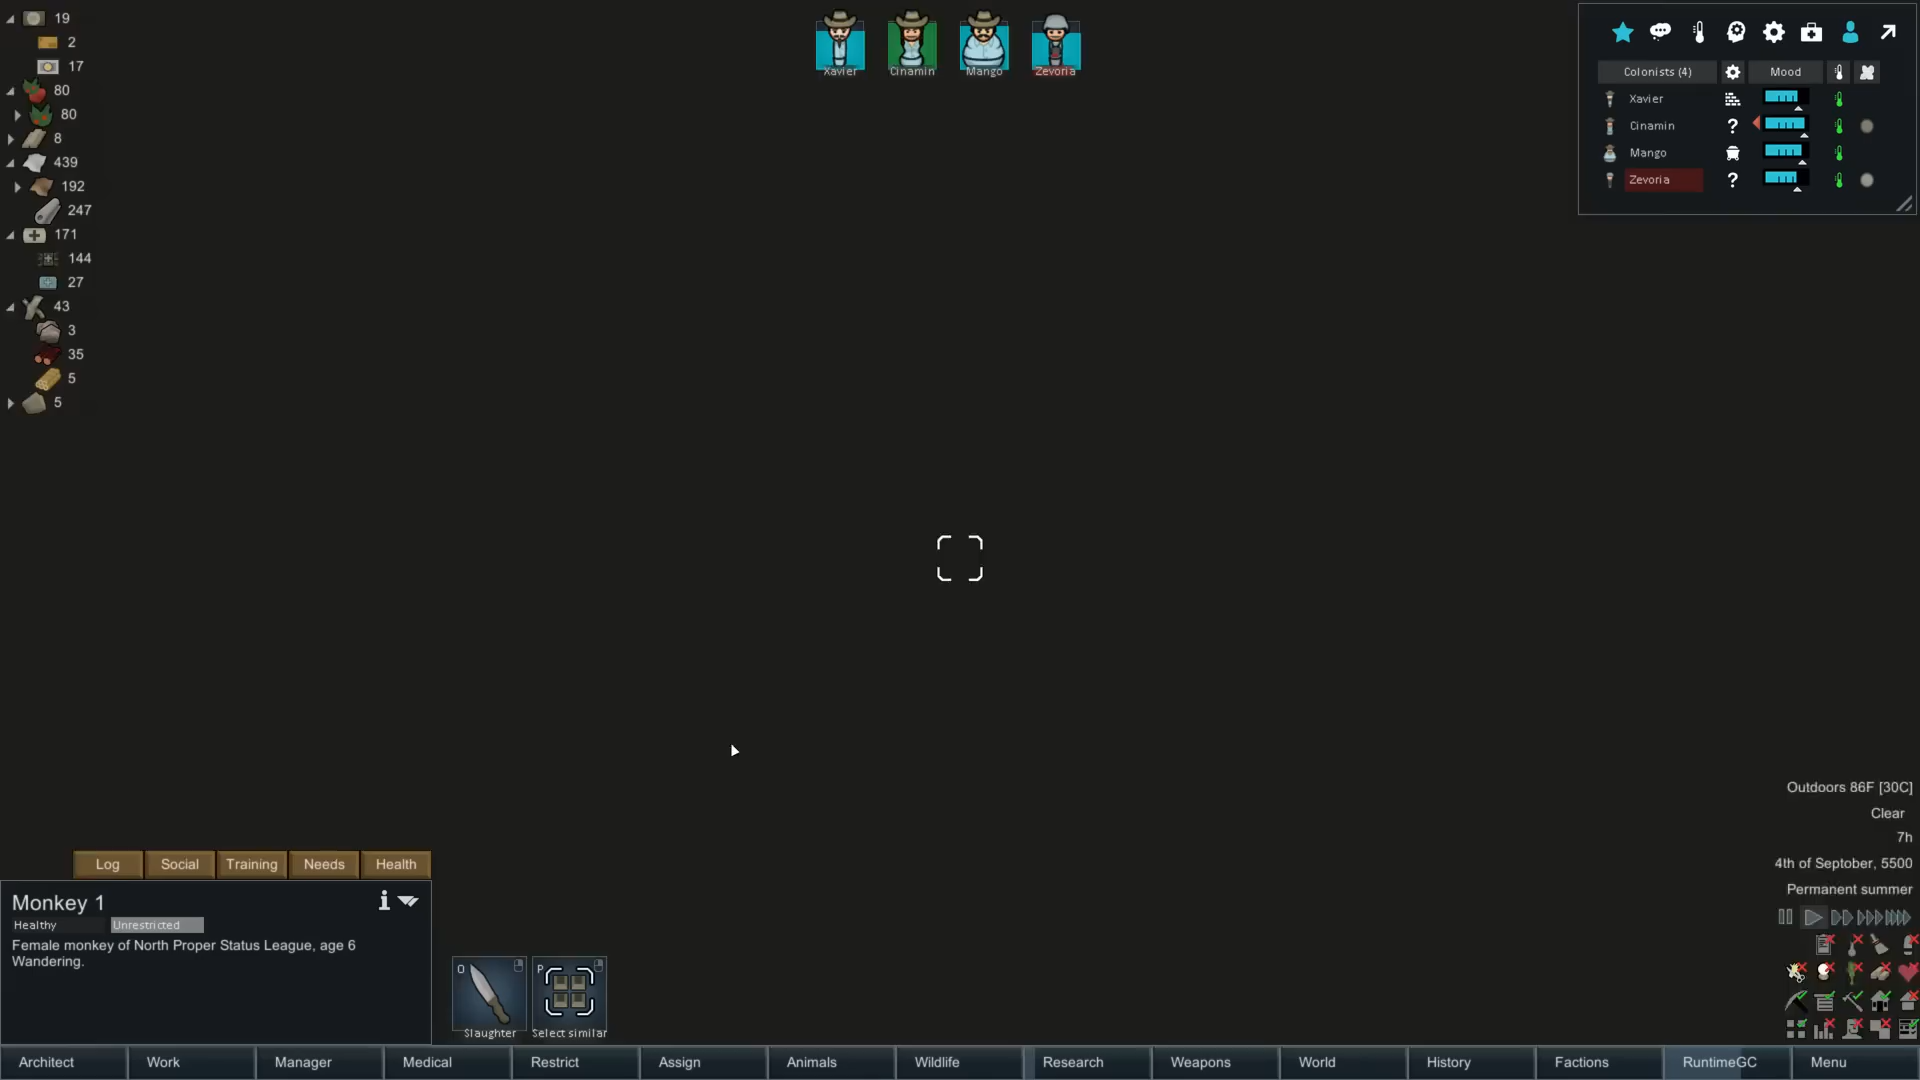 19
2
17
80
80
8
439
192
247
171
144
27
43
3
35
5
5
Xavier
Cinamin
Mango
Zevoria
Colonists (4)
Mood
Xavier
Cinamin
?
Mango
Zevoria
?
Outdoors 86F [30C]
Clear
7h
4th of Septober, 5500
Permanent summer
Log
Social
Training
Needs
Health
Monkey 1
Healthy
Unrestricted
Female monkey of North Proper Status League, age 6
Wandering.
O
Slaughter
P
Select similar
Architect
Work
Manager
Medical
Restrict
Assign
Animals
Wildlife
Research
Weapons
World
History
Factions
RuntimeGC
Menu